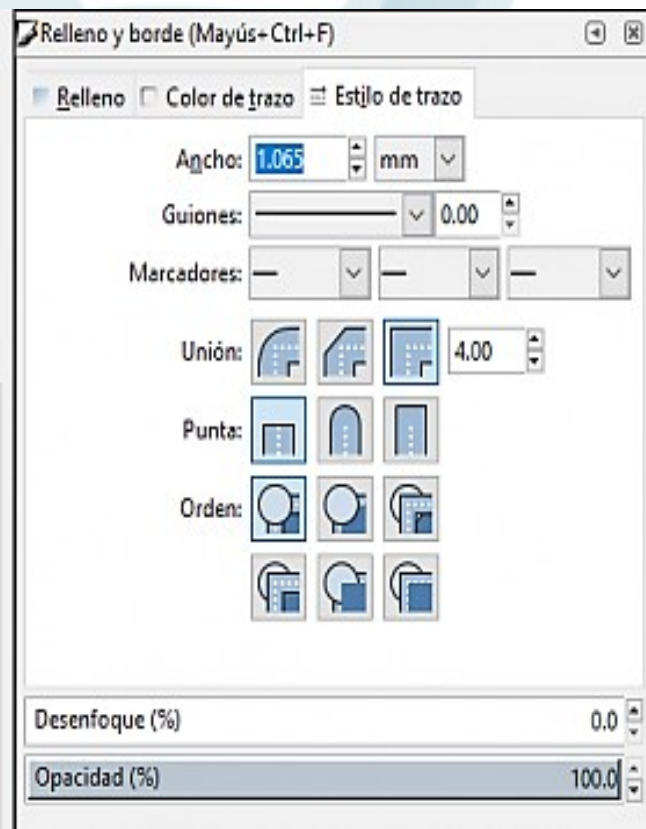 Relleno y borde (Mayús+Ctrl+F)
Relleno Color de trazo Estilo de trazo
Ancho: 1.065 mm
Guiones: 0.00
Marcadores:
Unión: 4.00
Punta:
Orden:
Desenfoque (%) 0.0
Opacidad (%) 100.0